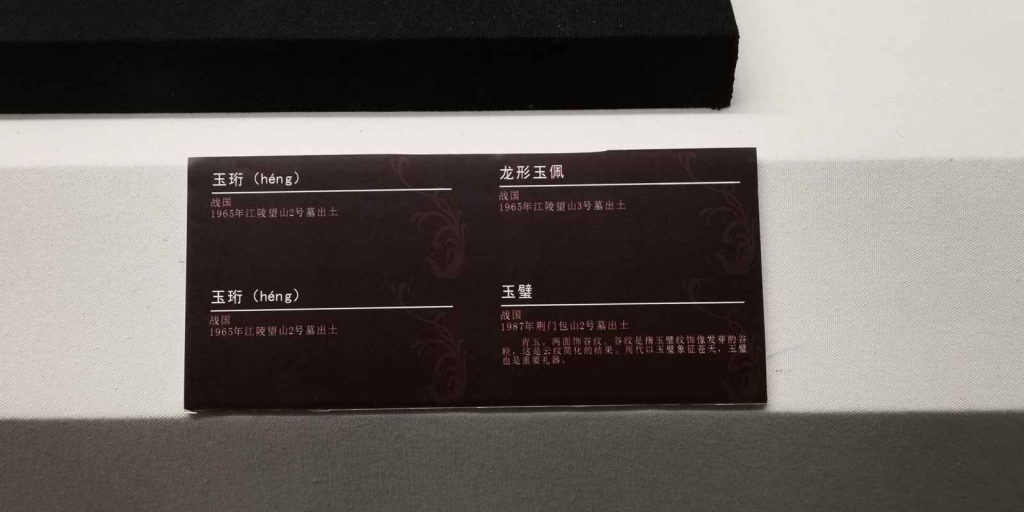 玉珩（héng）
战国
1965年江陵望山2号墓出土
龙形玉佩
战国
1965年江陵望山3号墓出土
玉珩（héng）
战国
1965年江陵望山2号墓出土
玉璧
战国
1987年荆门包山2号墓出土
青玉，两面饰谷纹。谷纹是指玉璧纹饰像发芽的谷
粒，这是云纹简化的结果。周代以玉璧象征苍天，玉璧
也是重要礼器。